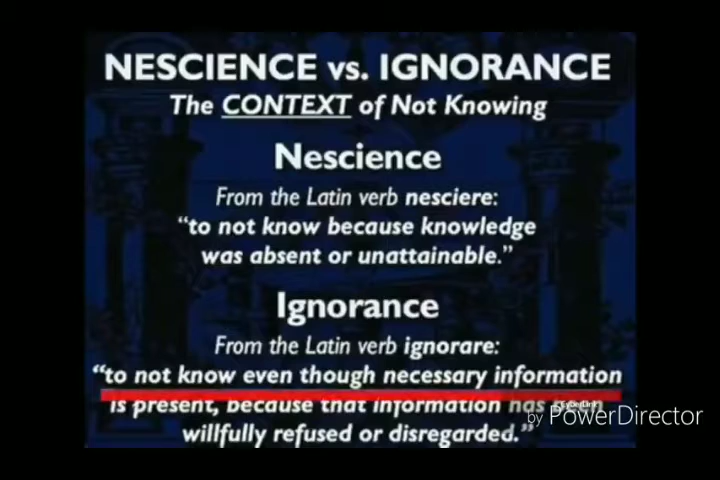 NESCIENCE vs. IGNORANCE
The CONTEXT of Not Knowing
Nescience
From the Latin verb nesciere:
“to not know because knowledge
was absent or unattainable.”
Ignorance
From the Latin verb ignorare:
“to not know even though necessary information
is present, because that information has been
willfully refused or disregarded.”
CyberLink
by PowerDirector